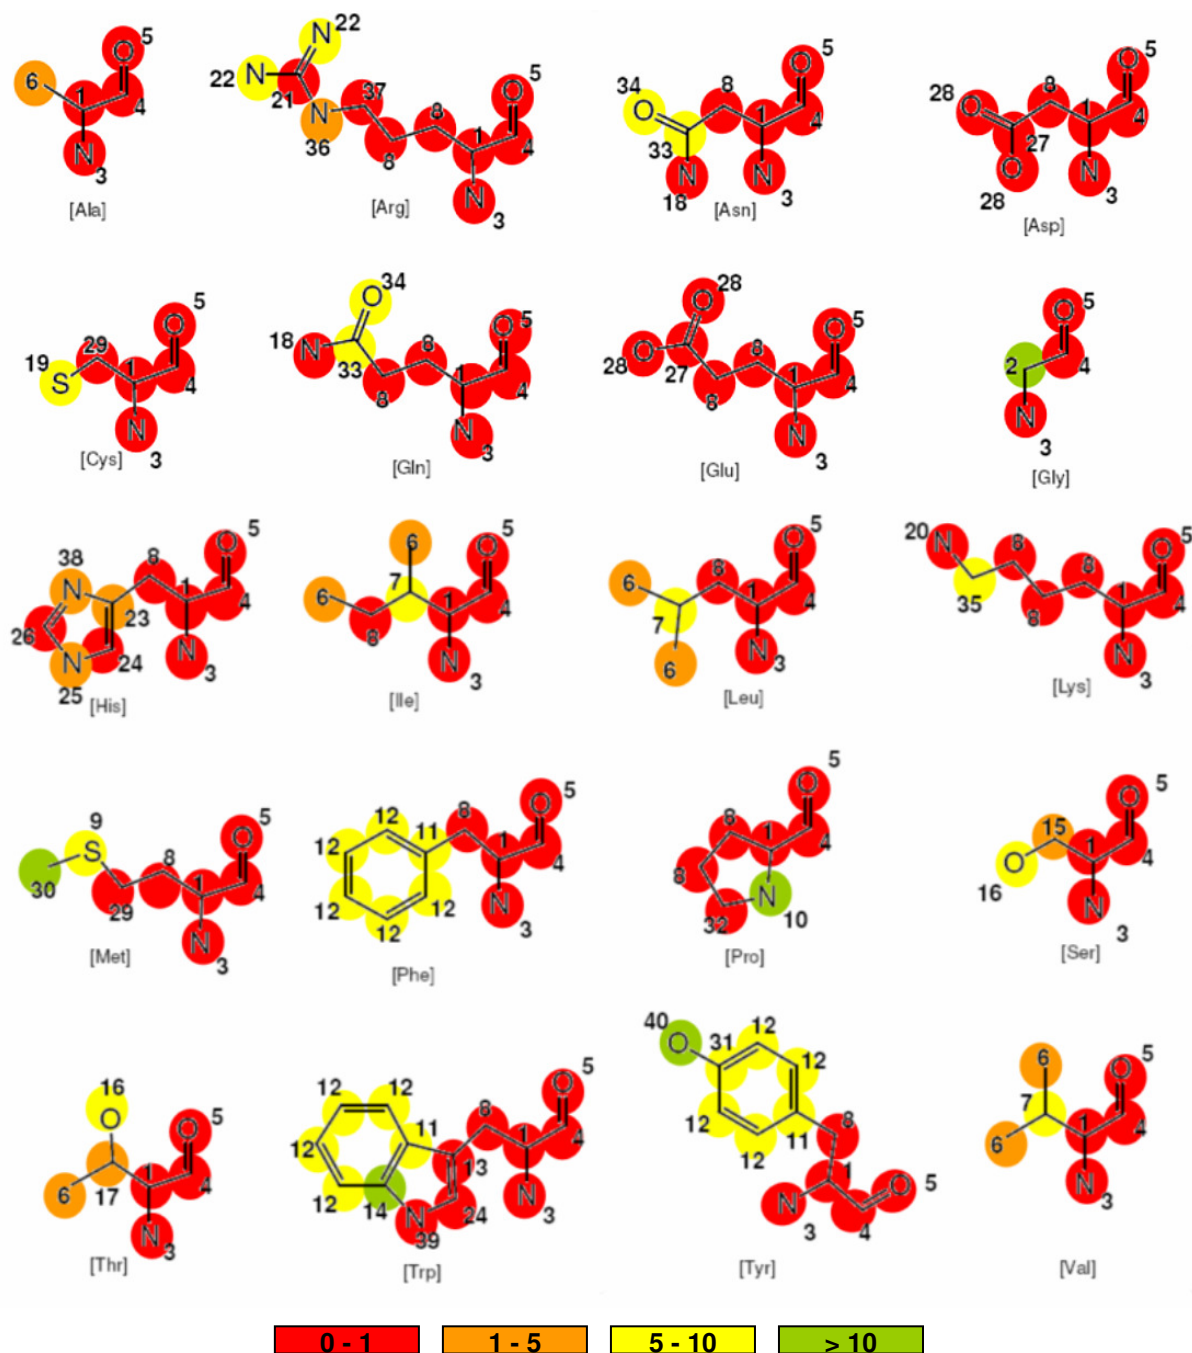 5
6
1
O
4
N
3
[Ala]
N
22
22
N
21
37
N
36
8
8
5
O
1
4
N
3
[Arg]
34
O
33
8
5
O
1
4
N
18
N
3
[Asn]
28
O
27
O
28
8
5
O
1
4
N
3
[Asp]
19
S
29
5
O
1
4
N
3
[Cys]
34
O
18
N
33
8
8
5
O
1
4
N
3
[Gln]
28
O
28
O
27
8
8
5
O
1
4
N
3
[Glu]
5
O
2
4
N
3
[Gly]
38
N
8
5
O
1
4
23
26
24
N
25
N
3
[His]
6
7
6
8
5
O
1
4
N
3
[Ile]
6
7
6
8
5
O
1
4
N
3
[Leu]
20
N
8
35
8
8
5
O
1
4
N
3
[Lys]
9
S
30
8
29
5
O
1
4
N
3
[Met]
12
12
11
8
5
O
1
4
12
12
12
N
3
[Phe]
5
O
8
1
4
8
N
32
10
[Pro]
5
O
15
1
4
O
16
N
3
[Ser]
16
O
5
O
6
17
1
4
N
3
[Thr]
12
12
11
8
5
O
1
4
12
13
12
14
24
N
39
N
3
[Trp]
40
O
31
12
12
12
12
11
8
1
N
3
4
O
5
[Tyr]
6
7
6
5
O
1
4
N
3
[Val]
0 - 1
1 - 5
5 - 10
> 10